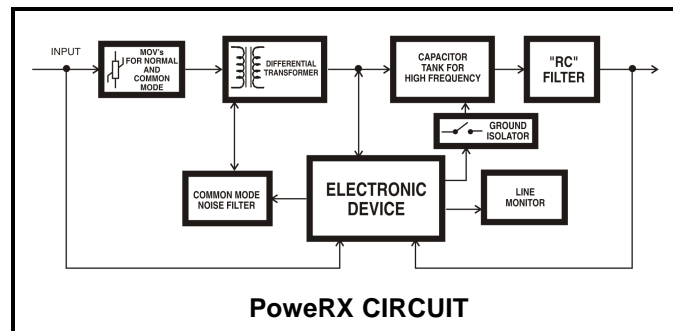 INPUT
MOV's
FOR NORMAL
AND
COMMON
MODE
DIFFERENTIAL
TRANSFORMER
CAPACITOR
TANK FOR
HIGH FREQUENCY
"RC"
FILTER
GROUND
ISOLATOR
COMMON MODE
NOISE FILTER
ELECTRONIC
DEVICE
LINE
MONITOR
PoweRX CIRCUIT